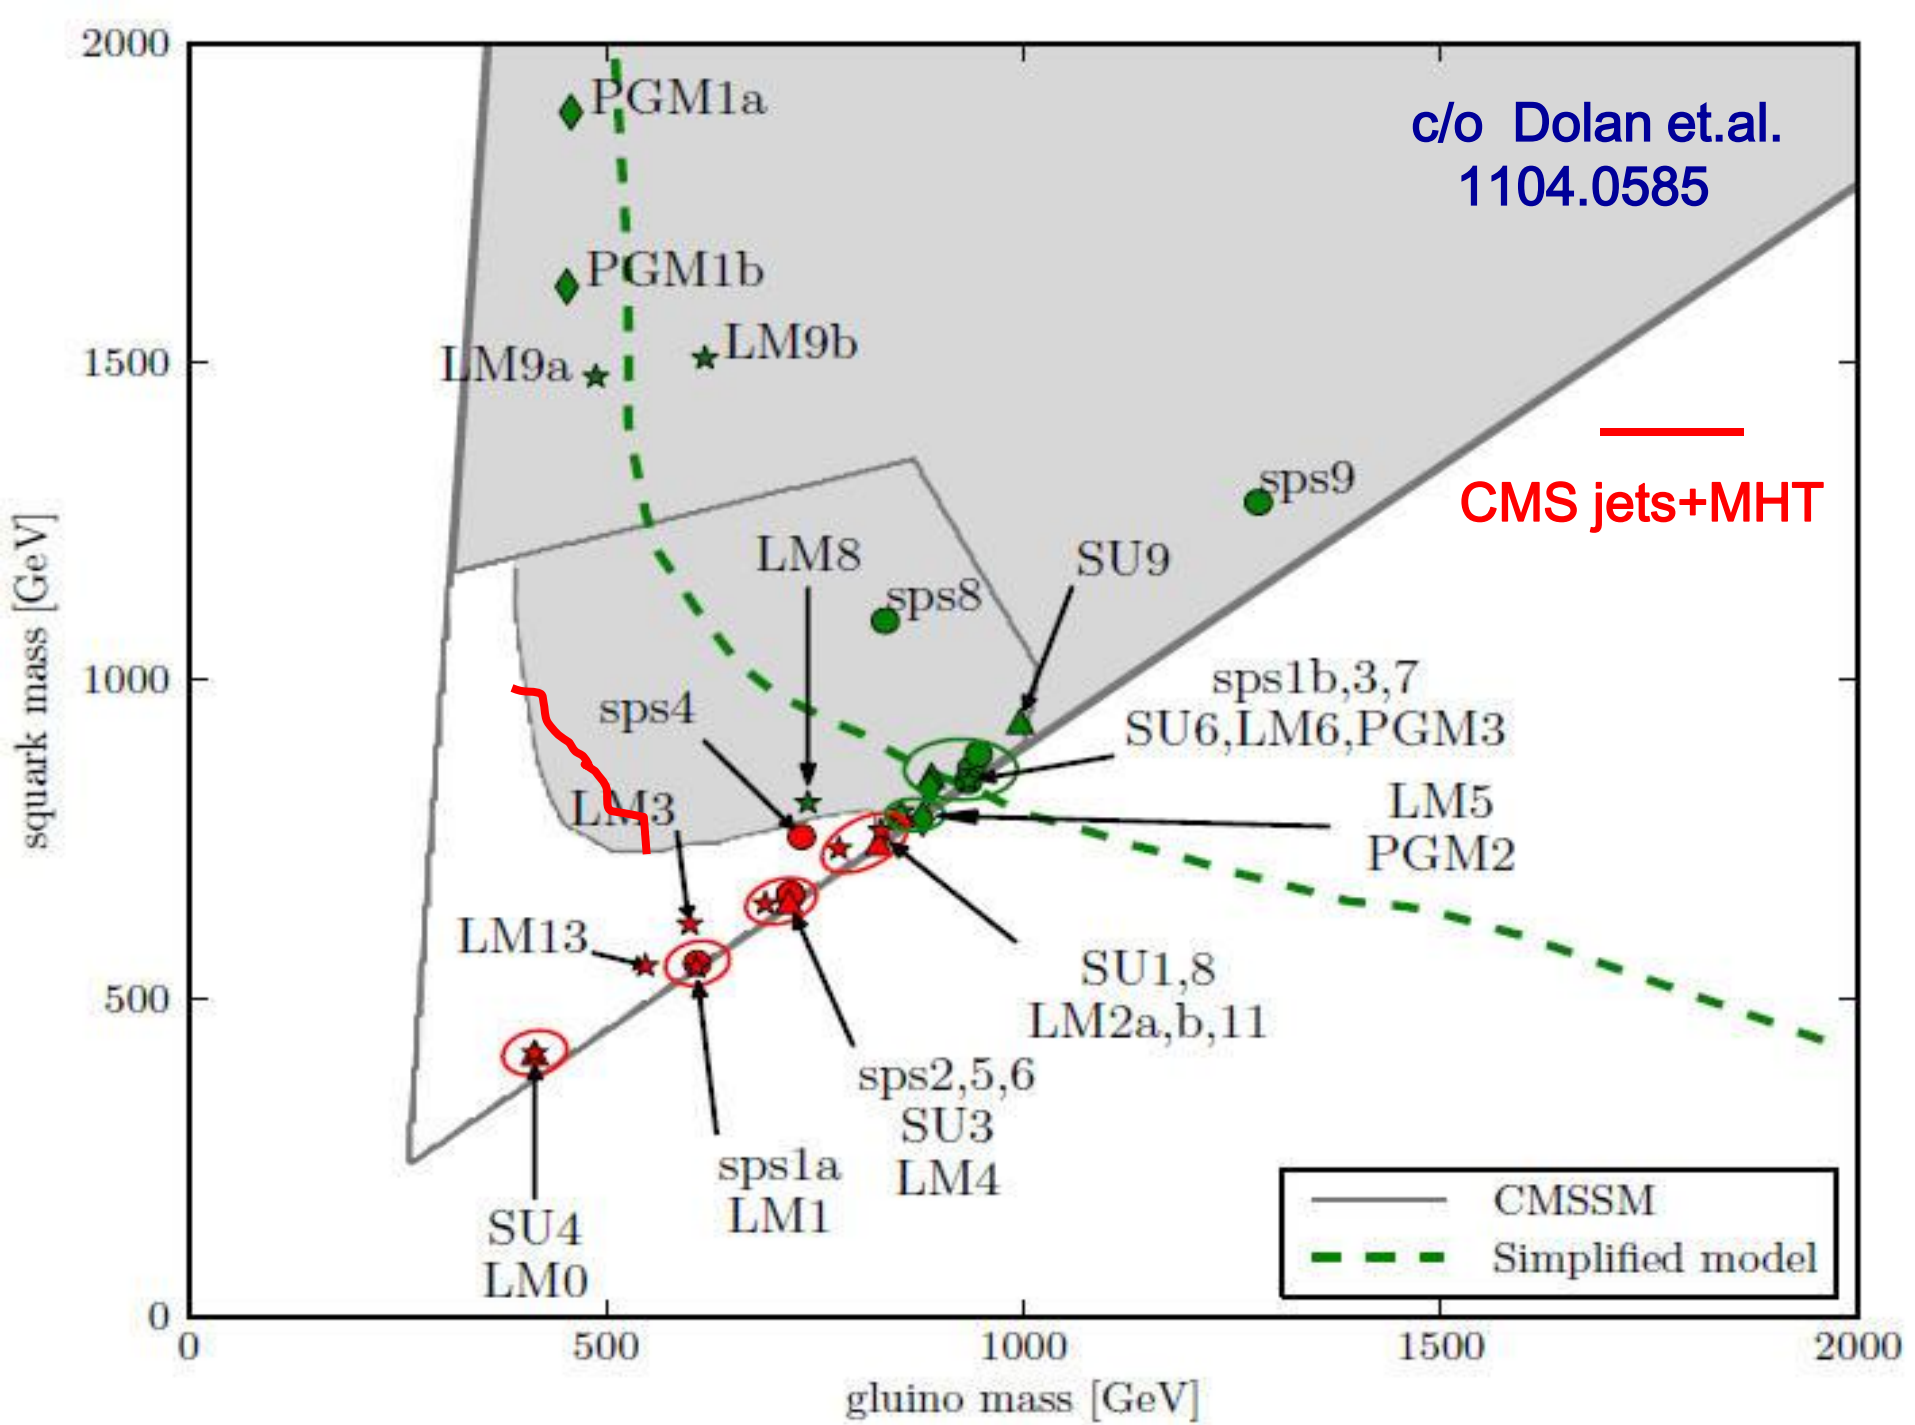 2000
PGM1a
c/o Dolan et.al.
1104.0585
PGM1b
LM9a
LM9b
1500
sps9
CMS jets+MHT
LM8
SU9
sps8
squark mass [GeV]
1000
sps4
sps1b,3,7
SU6,LM6,PGM3
LM3
LM5
PGM2
LM13
SU1,8
LM2a,b,11
500
sps2,5,6
SU3
LM4
sps1a
LM1
SU4
LM0
CMSSM
Simplified model
0
0
500
1000
1500
2000
gluino mass [GeV]